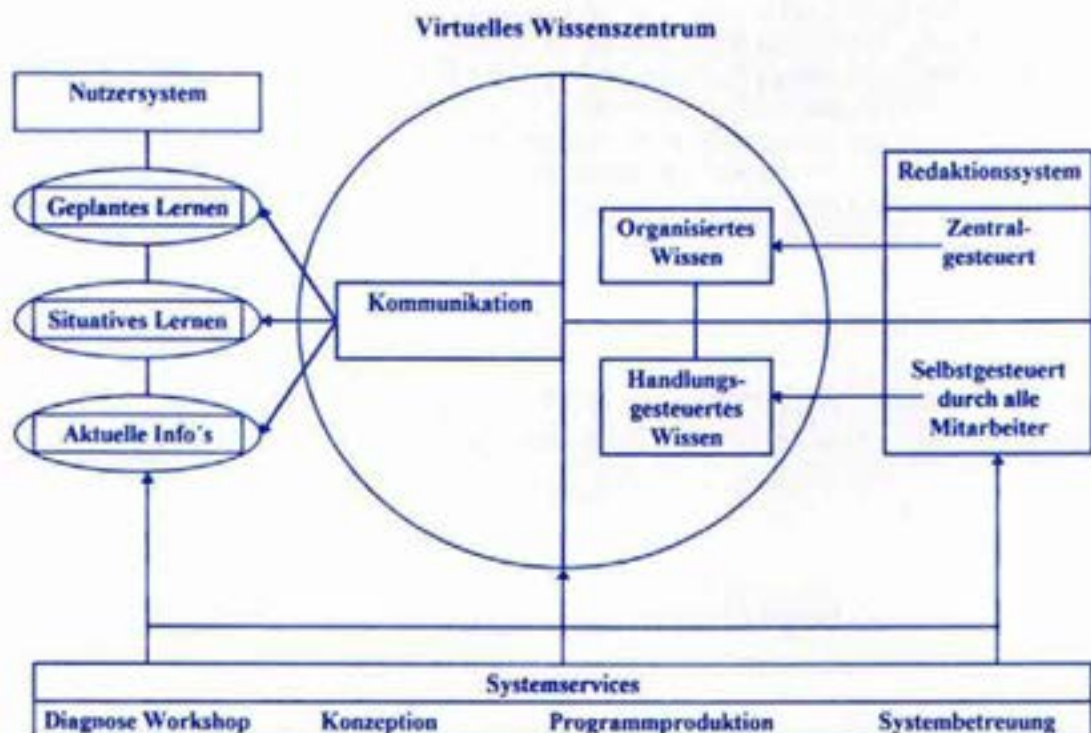 Virtuelles Wissenszentrum
Nutzersystem
Geplantes Lernen
Situatives Lernen
Aktuelle Info´s
Kommunikation
Organisiertes
Wissen
Handlungs-
gesteuertes
Wissen
Redaktionssystem
Zentral-
gesteuert
Selbstgesteuert
durch alle
Mitarbeiter
Systemservices
Diagnose Workshop Konzeption Programmproduktion Systembetreuung